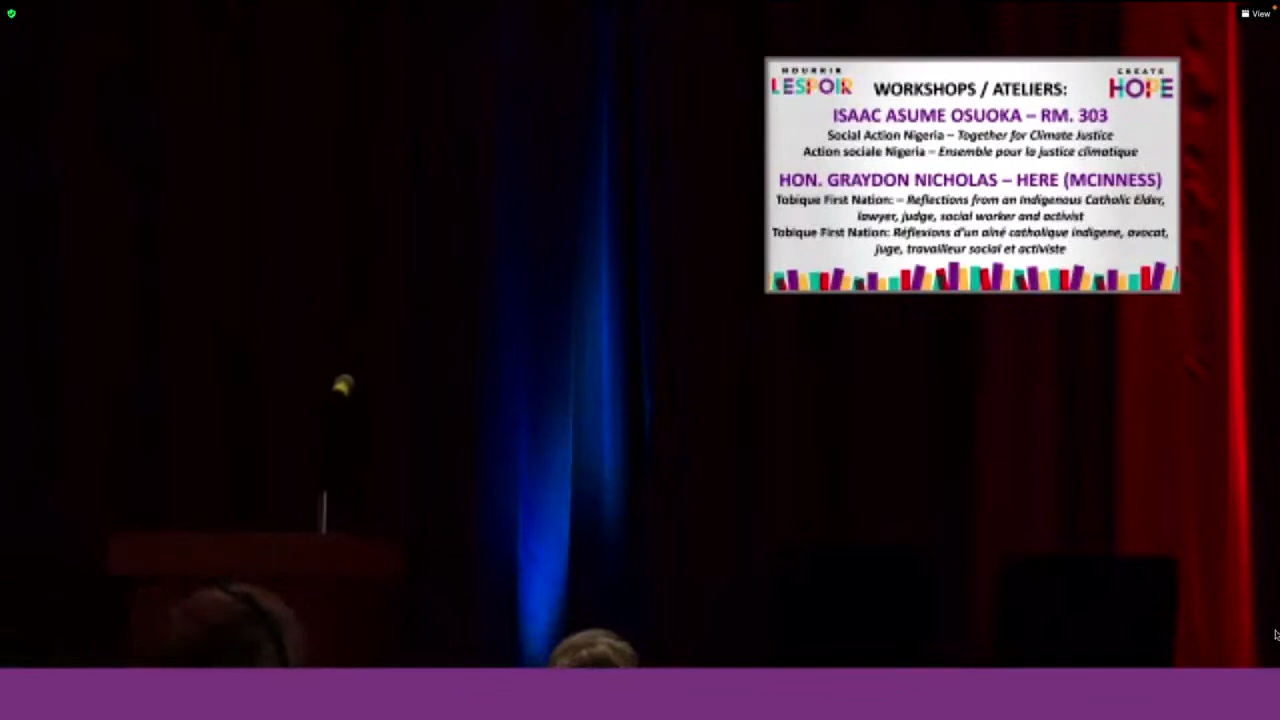 View
NOURRIR
LESPOIR
WORKSHOPS / ATELIERS:
CREATE
HOPE
ISAAC ASUME OSUOKA – RM. 303
Social Action Nigeria – Together for Climate Justice
Action sociale Nigeria – Ensemble pour la justice climatique
HON. GRAYDON NICHOLAS – HERE (MCINNESS)
Tobique First Nation: – Reflections from an Indigenous Catholic Elder,
lawyer, judge, social worker and activist
Tobique First Nation: Réflexions d'un aîné catholique indigene, avocat,
juge, travailleur social et activiste